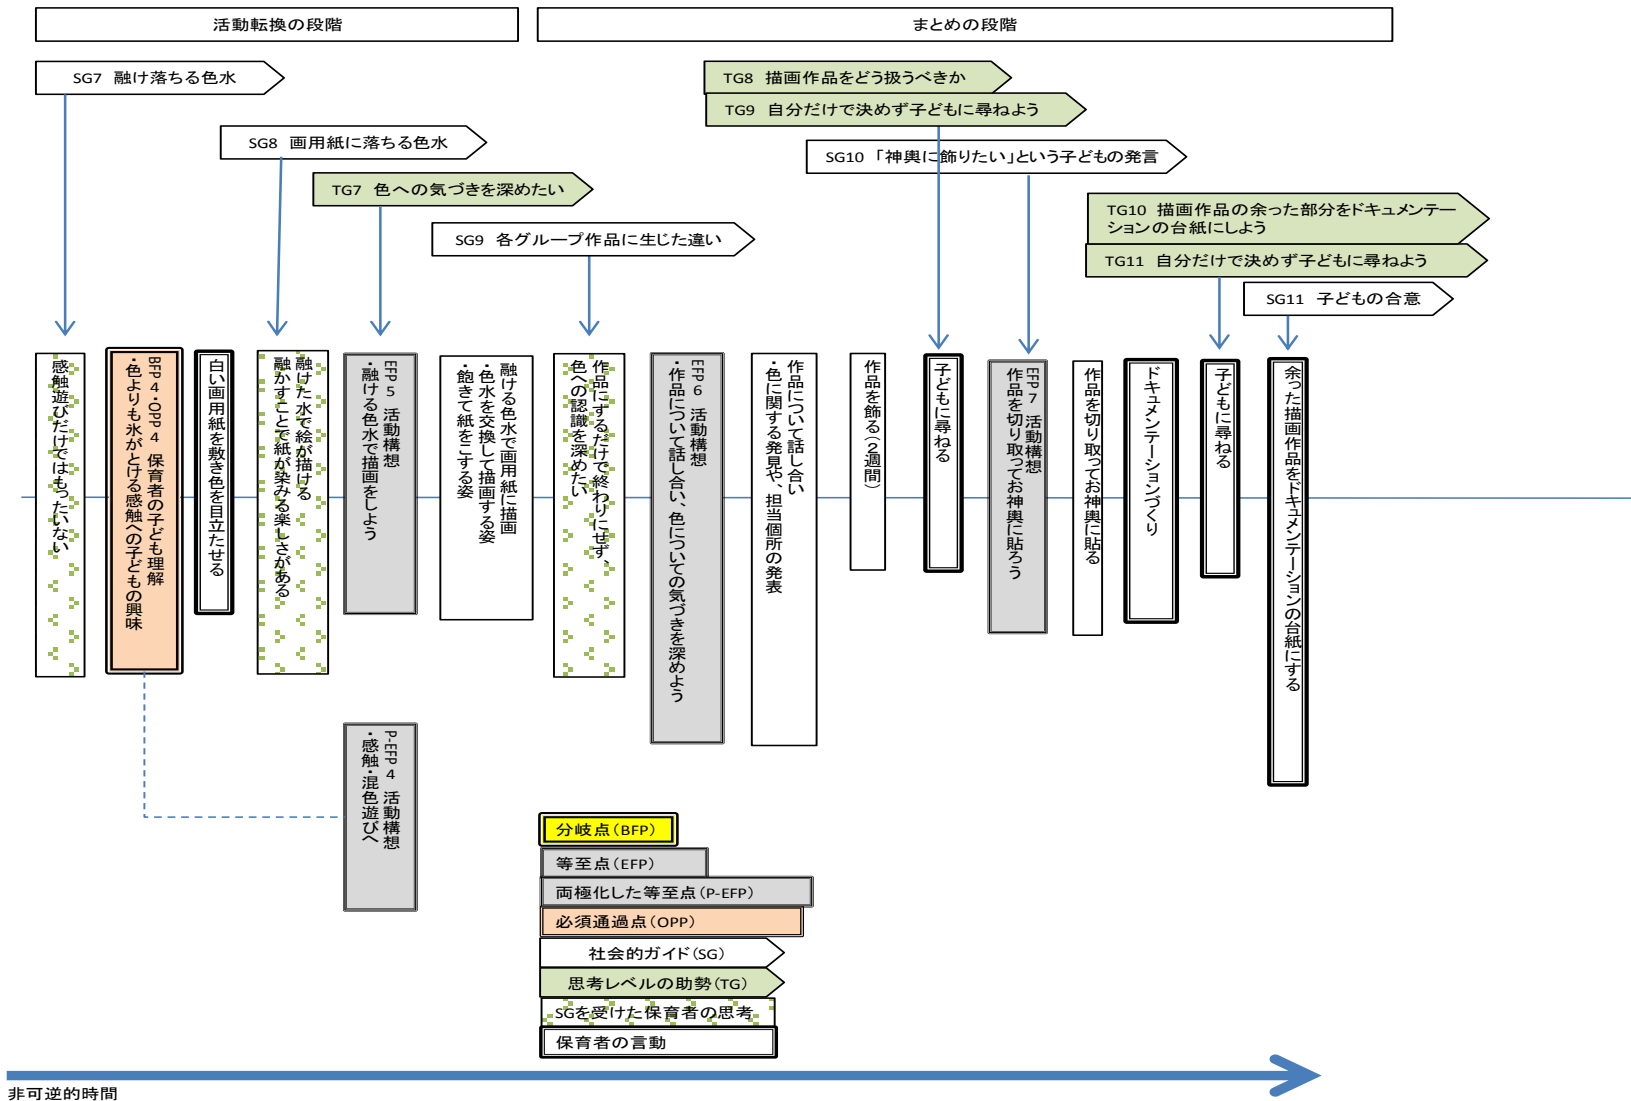 活動転換の段階
まとめの段階
SG7 融け落ちる色水
TG8 描画作品をどう扱うべきか
TG9 自分だけで決めず子どもに尋ねよう
SG8 画用紙に落ちる色水
SG10 「神輿に飾りたい」という子どもの発言
TG7 色への気づきを深めたい
TG10 描画作品の余った部分をドキュメンテー
ションの台紙にしよう
SG9 各グループ作品に生じた違い
TG11 自分だけで決めず子どもに尋ねよう
SG11 子どもの合意
感触遊びだけではもったいない
BFP4・OPP4 保育者の子ども理解
・色よりも氷がとける感触への子どもの興味
白い画用紙を敷き色を目立たせる
融けた水で絵が描ける
融かすことで紙が染みる楽しさがある
EFP5 活動構想
・融ける色水で描画をしよう
融ける色水で画用紙に描画
・色水を交換して描画する姿
・飽きて紙をこする姿
作品にするだけで終わりにせず、
色への認識を深めたい
EFP6 活動構想
・作品について話し合い、色についての気づきを深めよう
作品について話し合い
・色に関する発見や、担当個所の発表
作品を飾る(2週間)
子どもに尋ねる
EFP7 活動構想
作品を切り取ってお神輿に貼ろう
作品を切り取ってお神輿に貼る
ドキュメンテーションづくり
子どもに尋ねる
余った描画作品をドキュメンテーションの台紙にする
P-EFP4 活動構想
・感触・混色遊びへ
分岐点(BFP)
等至点(EFP)
両極化した等至点(P-EFP)
必須通過点(OPP)
社会的ガイド(SG)
思考レベルの助勢(TG)
SGを受けた保育者の思考
保育者の言動
非可逆的時間